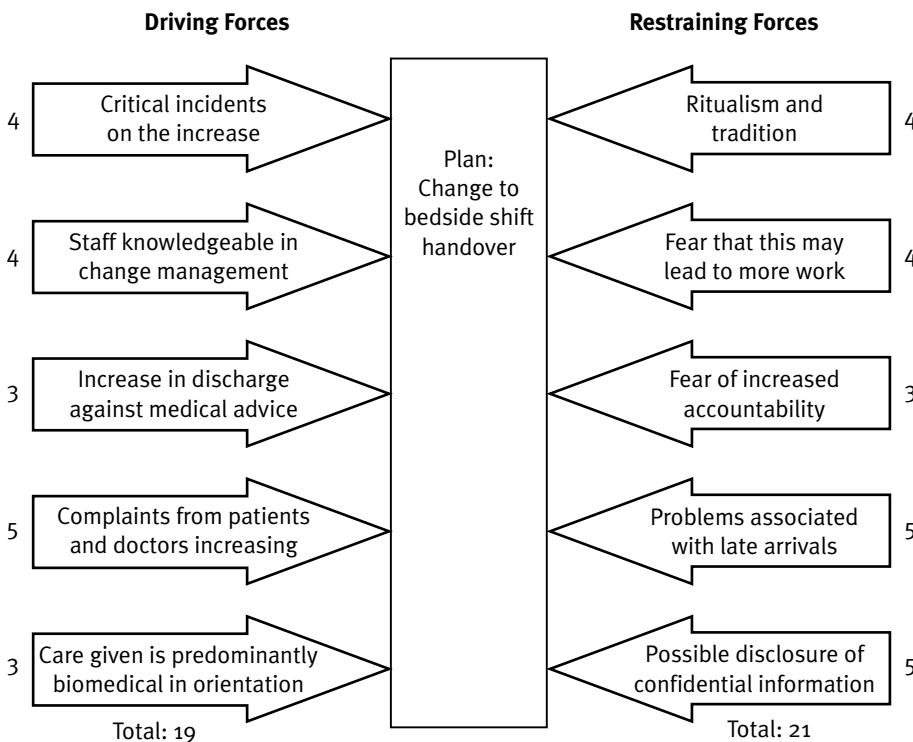 Driving Forces
Restraining Forces
4
Critical incidents
on the increase
Plan:
Change to
bedside shift
handover
Ritualism and
tradition
4
4
Staff knowledgeable in
change management
Fear that this may
lead to more work
4
3
Increase in discharge
against medical advice
Fear of increased
accountability
3
5
Complaints from patients
and doctors increasing
Problems associated
with late arrivals
5
3
Care given is predominantly
biomedical in orientation
Possible disclosure of
confidential information
5
Total: 19
Total: 21